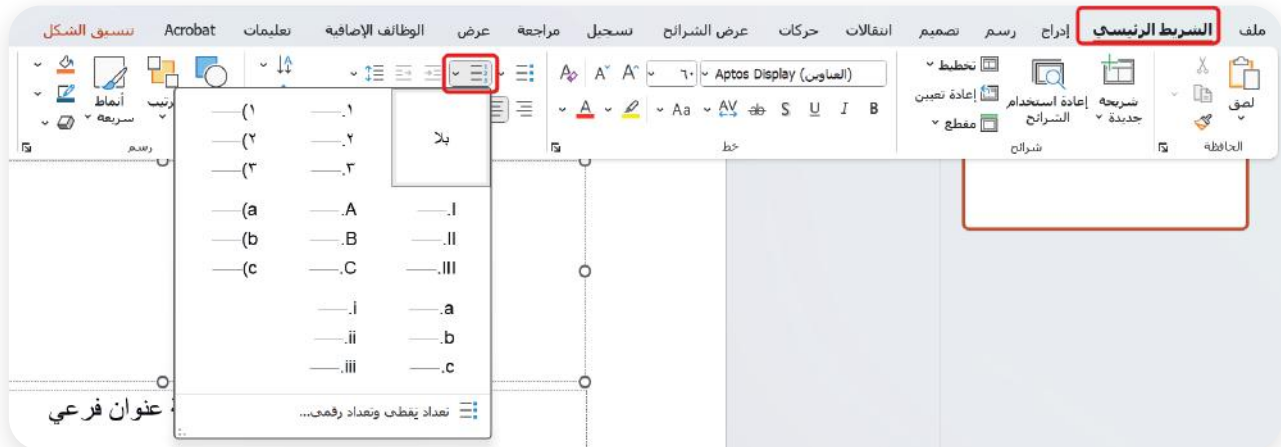 ملف الشريط الرئيسي إدراج رسم تصميم انتقالات حركات عرض الشرائح تسجيل مراجعة عرض الوظائف الإضافية تعليمات Acrobat تنسيق الشكل
لصق
الحافظة
شريحة جديدة
إعادة استخدام الشرائح
تخطيط
إعادة تعيين
مقطع
شرائح
Aptos Display (العناوين) ٦٠ A A A
B I U S ab AV Aa A
خط
أنماط سريعة
رسم
بلا
١. ١)
٢. ٢)
٣. ٣)
I. A. a)
II. B. b)
III. C. c)
a. i.
b. ii.
c. iii.
تعداد نقطي وتعداد رقمي...
عنوان فرعي